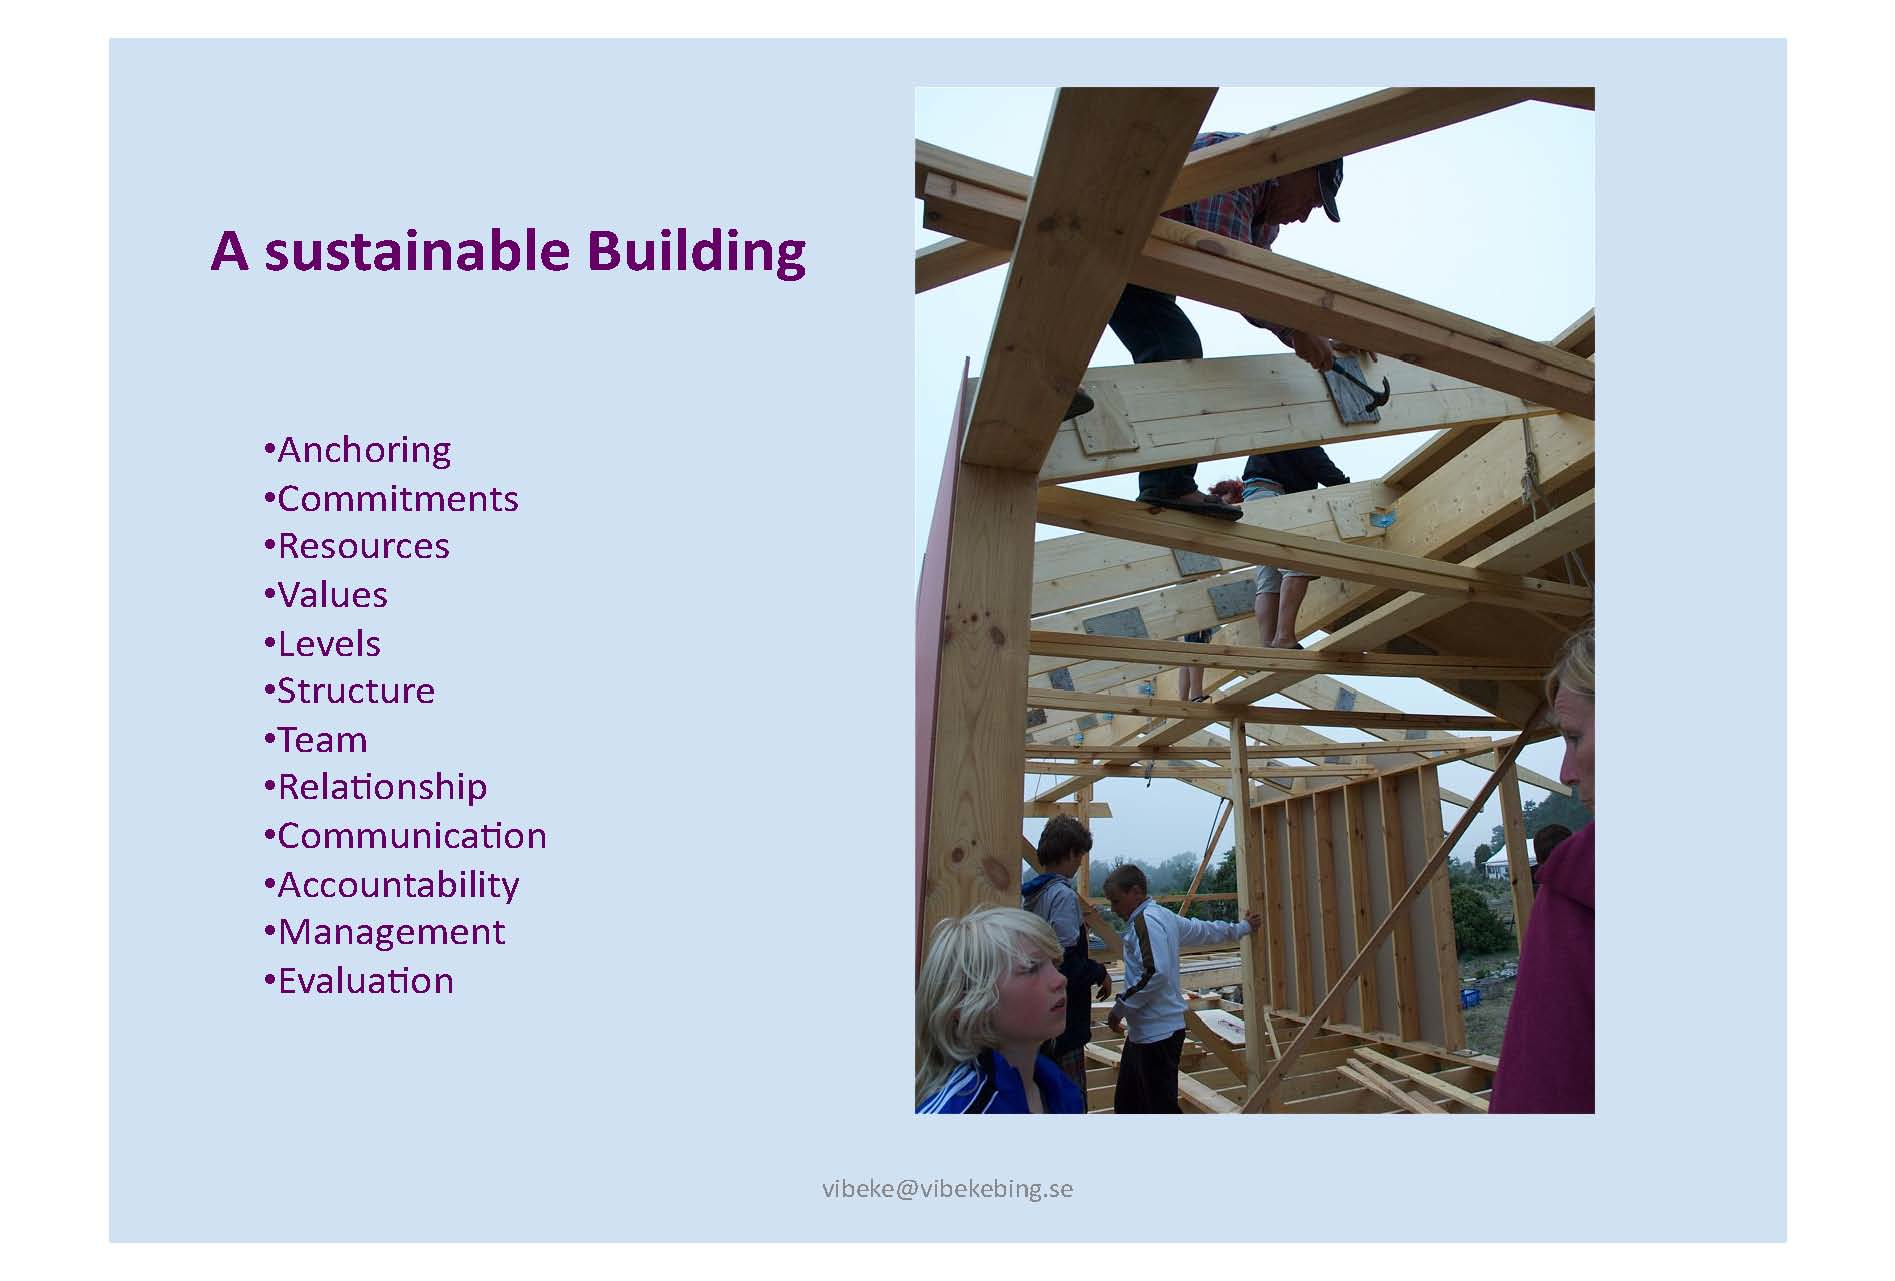 A sustainable Building
•Anchoring
•Commitments
•Resources
•Values
•Levels
•Structure
•Team
•Relationship
•Communication
•Accountability
•Management
•Evaluation
vibeke@vibekebing.se